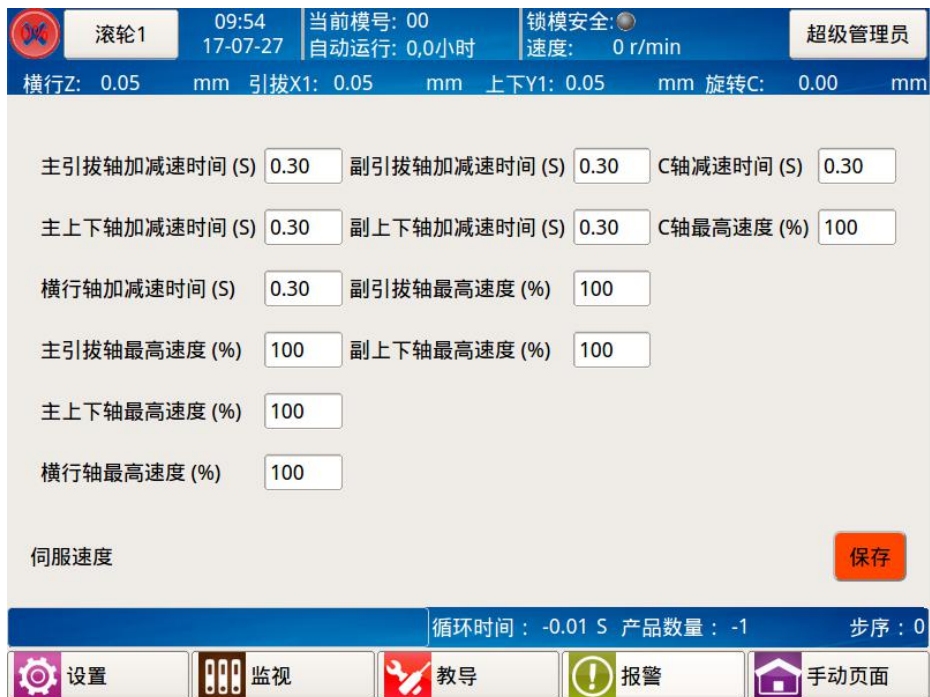 滚轮1 09:54 当前模号: 00 锁模安全: 超级管理员
17-07-27 自动运行: 0,0小时 速度: 0 r/min
横行Z: 0.05 mm 引拔X1: 0.05 mm 上下Y1: 0.05 mm 旋转C: 0.00 mm
主引拔轴加减速时间 (S) 0.30 副引拔轴加减速时间 (S) 0.30 C轴减速时间 (S) 0.30
主上下轴加减速时间 (S) 0.30 副上下轴加减速时间 (S) 0.30 C轴最高速度 (%) 100
横行轴加减速时间 (S) 0.30 副引拔轴最高速度 (%) 100
主引拔轴最高速度 (%) 100 副上下轴最高速度 (%) 100
主上下轴最高速度 (%) 100
横行轴最高速度 (%) 100
伺服速度 保存
循环时间 : -0.01 S 产品数量 : -1 步序 : 0
设置 监视 教导 报警 手动页面